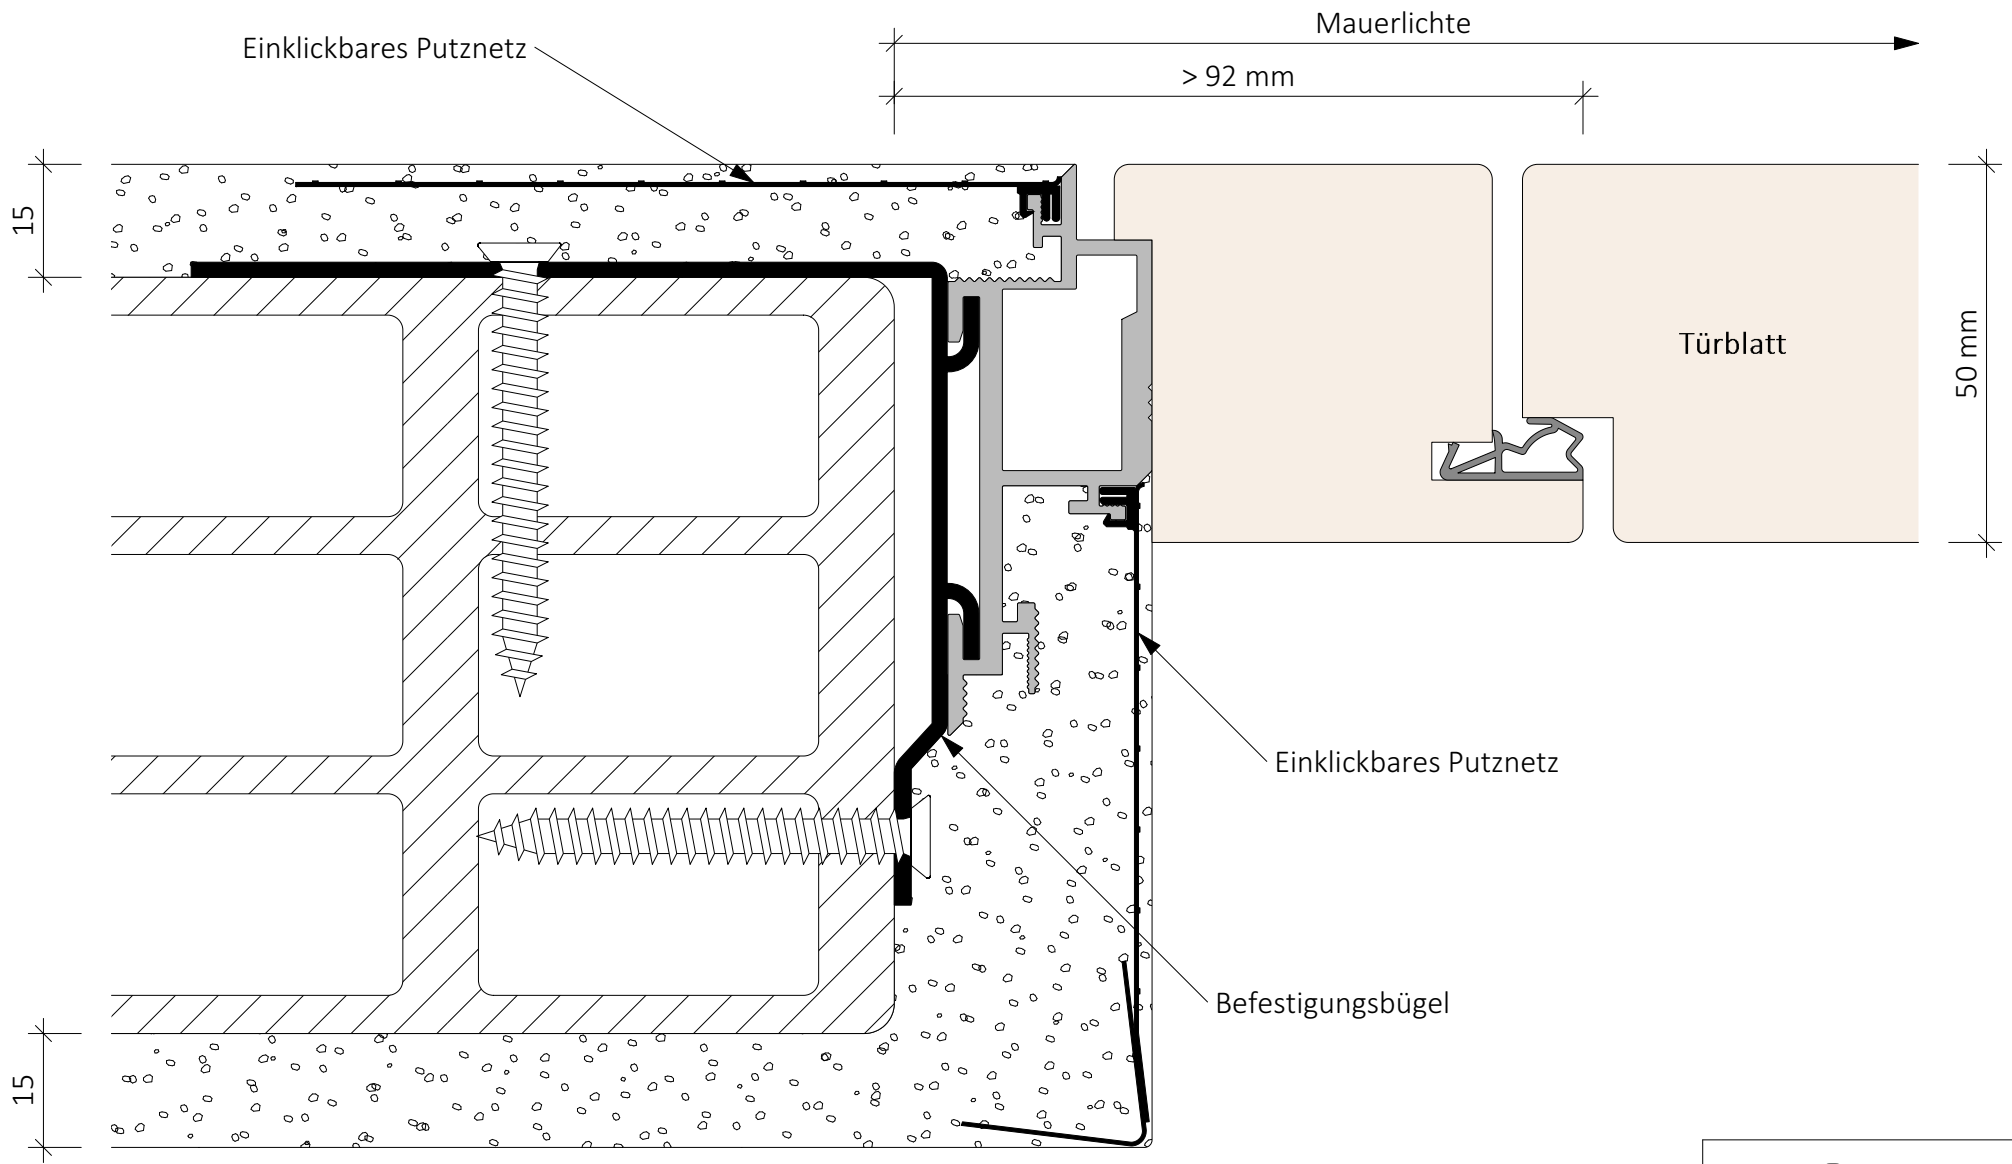 Mauerlichte
Einklickbares Putznetz
> 92 mm
15
Türblatt
50 mm
Einklickbares Putznetz
Befestigungsbügel
15